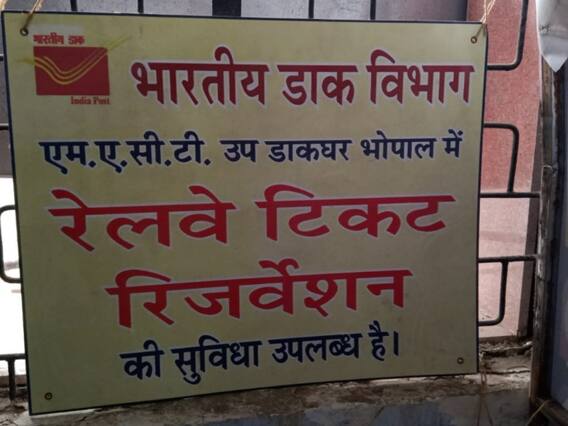 भारतीय डाक
India Post
भारतीय डाक विभाग
एम.ए.सी.टी. उप डाकघर भोपाल में
रेलवे टिकट
रिजर्वेशन
की सुविधा उपलब्ध है।